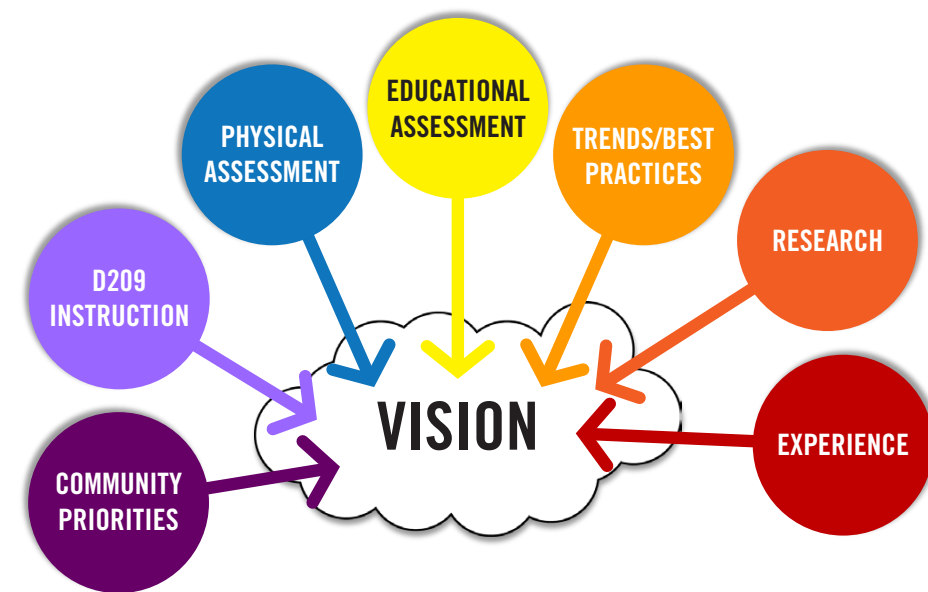 EDUCATIONAL
ASSESSMENT
PHYSICAL
ASSESSMENT
TRENDS/BEST
PRACTICES
D209
INSTRUCTION
RESEARCH
VISION
COMMUNITY
PRIORITIES
EXPERIENCE